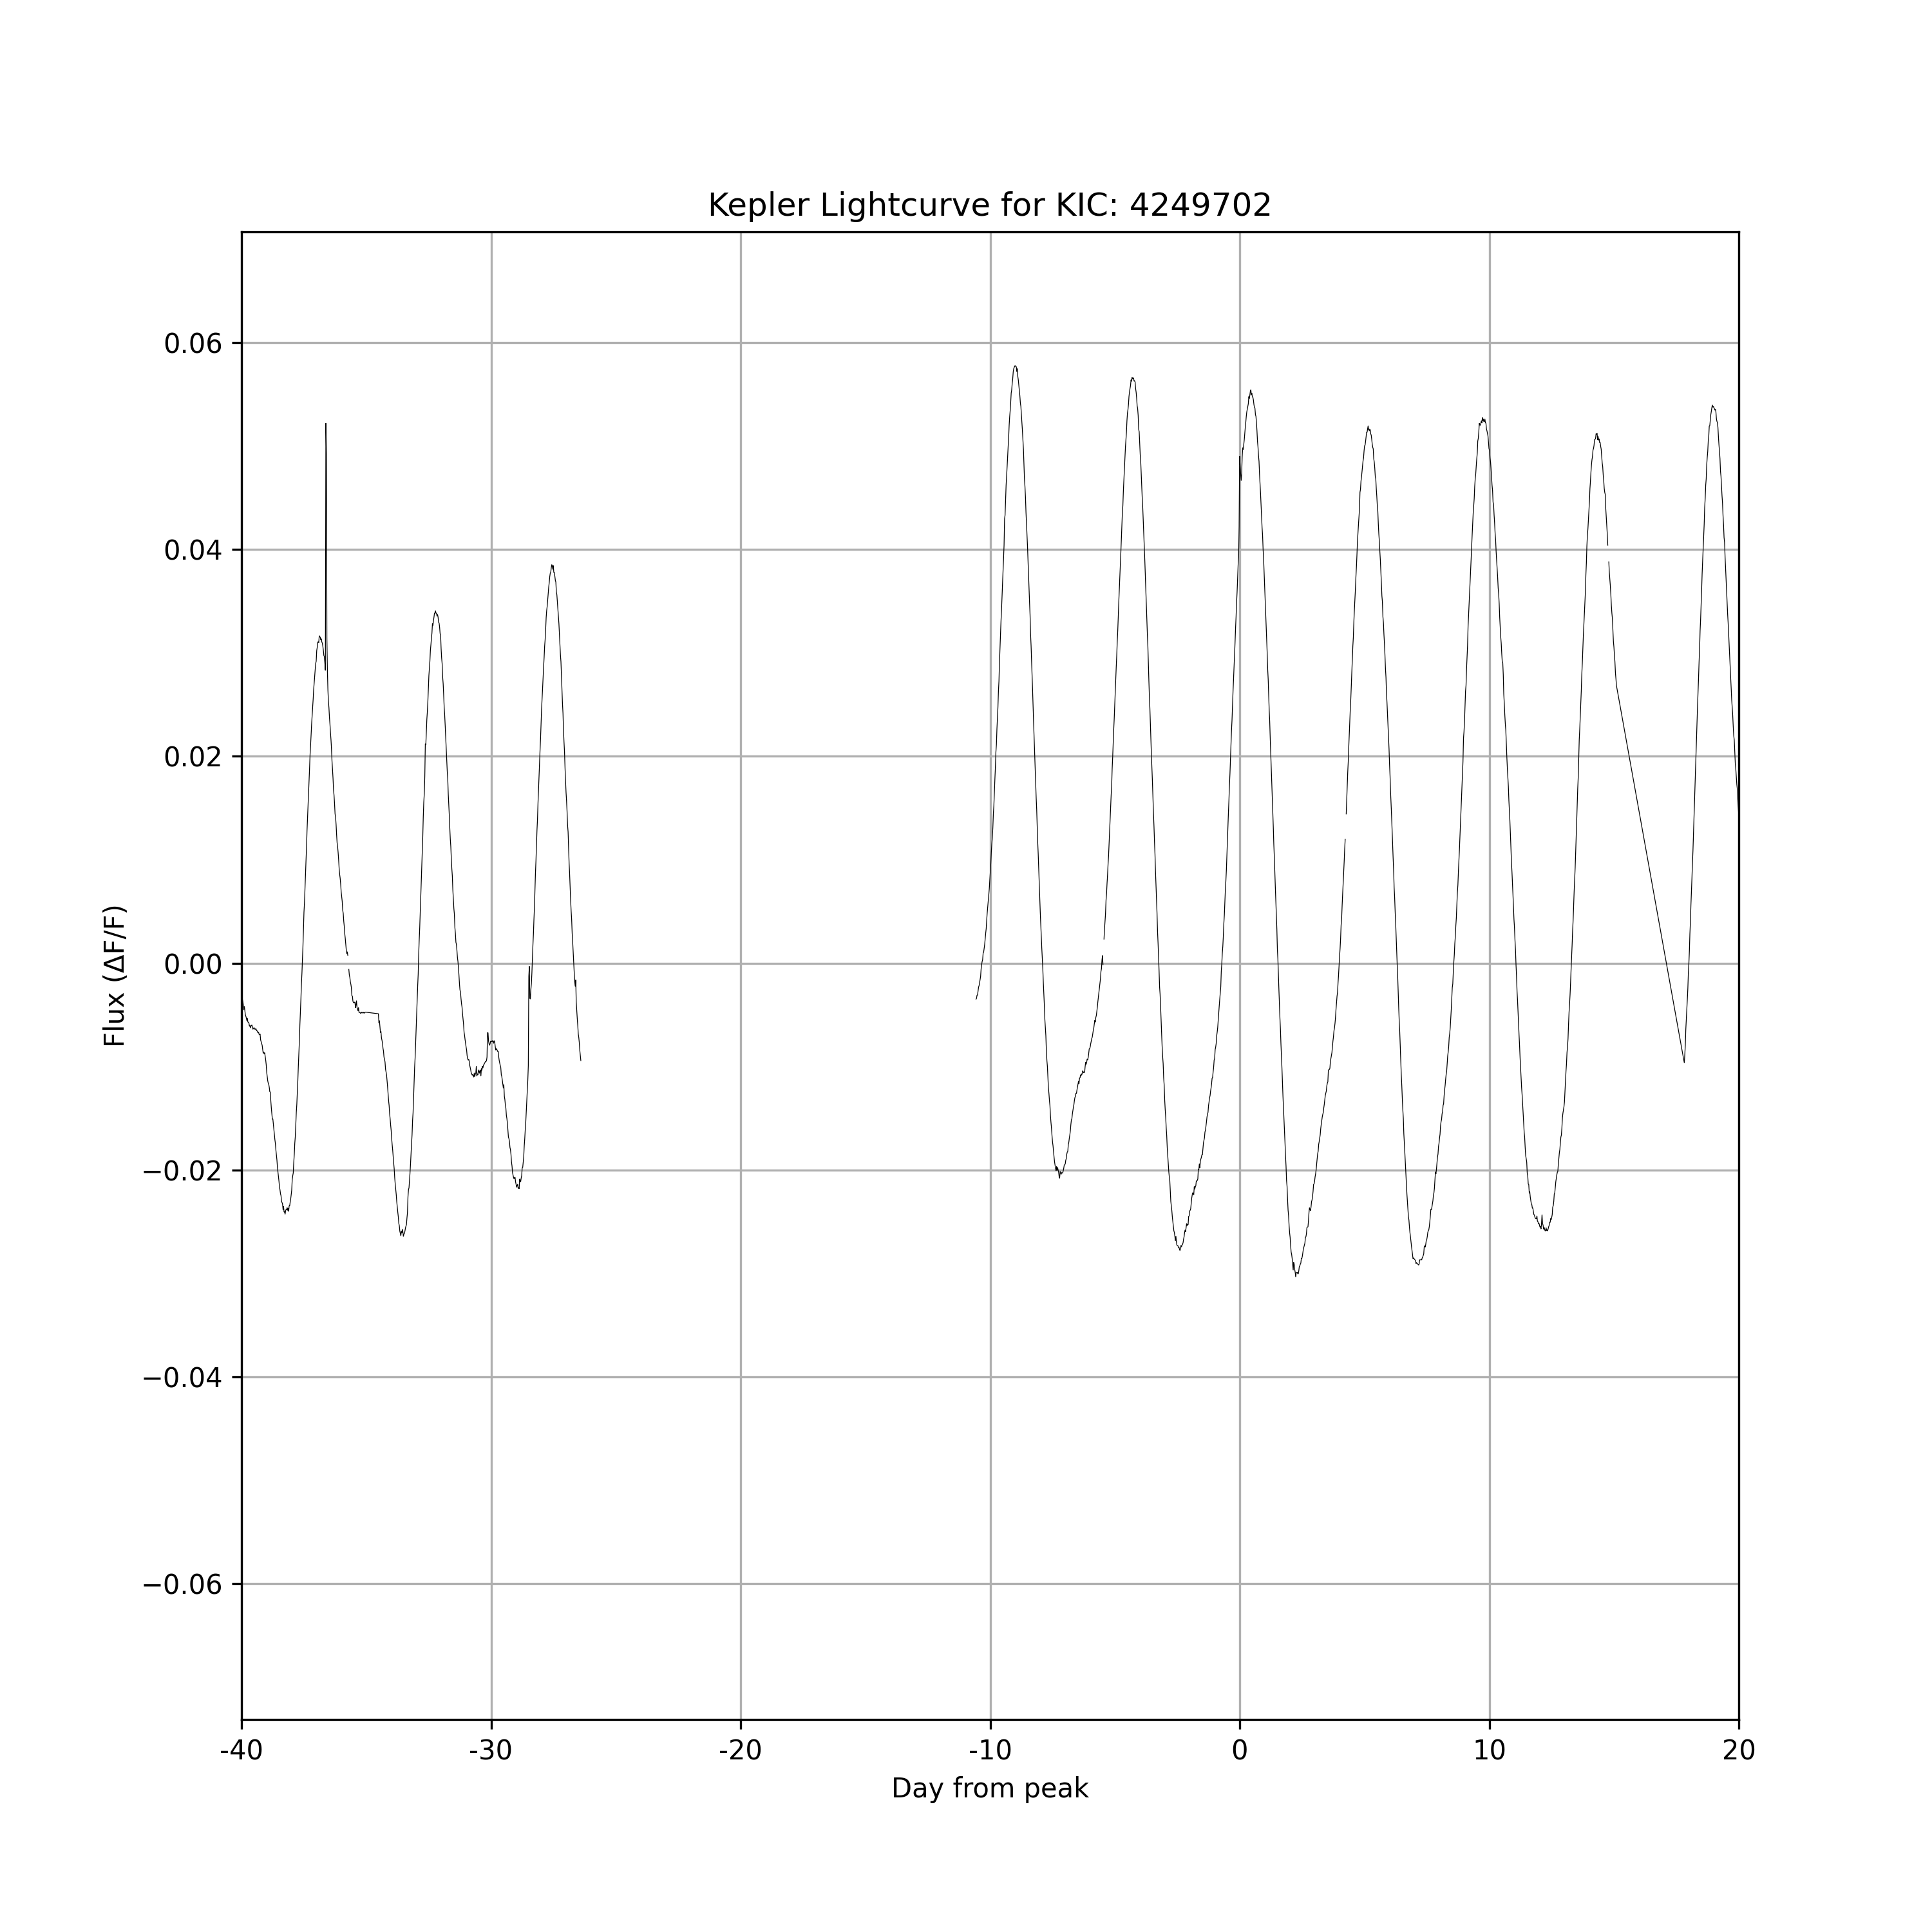 Kepler Lightcurve for KIC: 4249702
0.06
0.04
0.02
0.00
−0.02
−0.04
−0.06
Flux (ΔF/F)
-40 -30 -20 -10 0 10 20
Day from peak